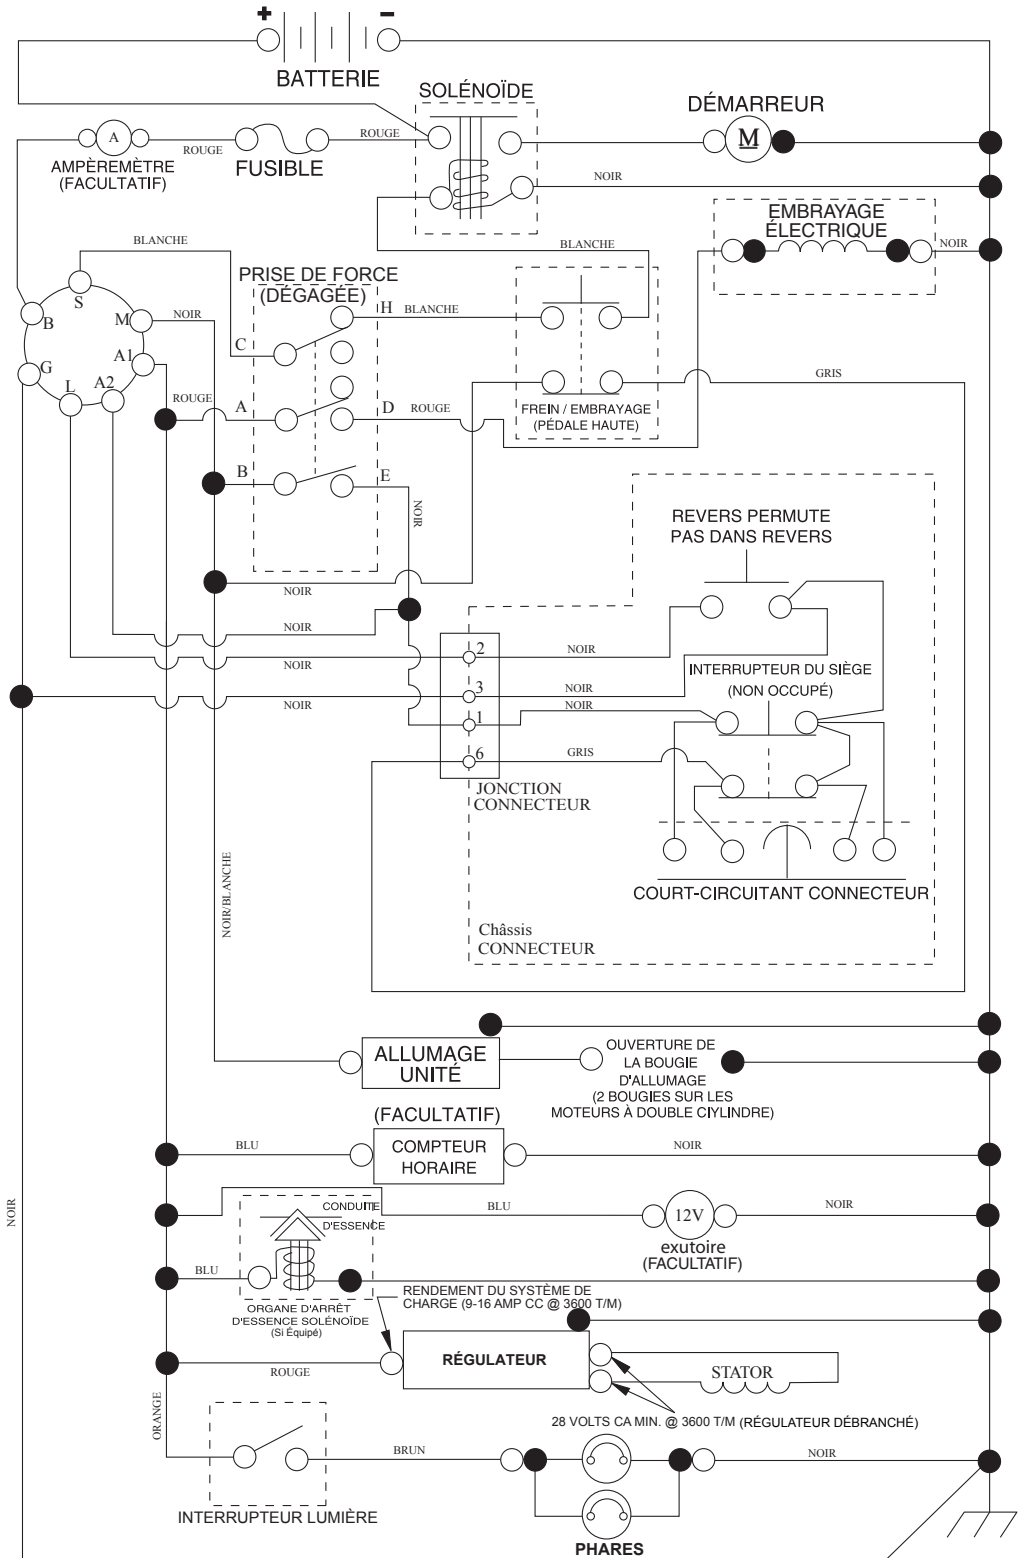 + −
BATTERIE
SOLÉNOÏDE
DÉMARREUR
A
ROUGE
ROUGE
M
AMPÈREMÈTRE
(FACULTATIF)
FUSIBLE
NOIR
EMBRAYAGE
ÉLECTRIQUE
BLANCHE
BLANCHE
NOIR
PRISE DE FORCE
(DÉGAGÉE)
S
B
M
NOIR
H
BLANCHE
C
G
A1
L
A2
ROUGE
A
D
ROUGE
GRIS
FREIN / EMBRAYAGE
(PÉDALE HAUTE)
B
E
NOIR
REVERS PERMUTE
PAS DANS REVERS
NOIR
NOIR
NOIR
2
NOIR
INTERRUPTEUR DU SIÈGE
(NON OCCUPÉ)
3
NOIR
NOIR
NOIR
1
6
GRIS
JONCTION
CONNECTEUR
NOIR/BLANCHE
COURT-CIRCUITANT CONNECTEUR
Châssis
CONNECTEUR
ALLUMAGE
UNITÉ
OUVERTURE DE
LA BOUGIE
D'ALLUMAGE
(2 BOUGIES SUR LES
MOTEURS À DOUBLE CIYLINDRE)
(FACULTATIF)
BLU
COMPTEUR
HORAIRE
NOIR
NOIR
CONDUITE
D'ESSENCE
BLU
12V
NOIR
exutoire
(FACULTATIF)
BLU
ORGANE D'ARRÊT
D'ESSENCE SOLÉNOÏDE
(Si Équipé)
RENDEMENT DU SYSTÈME DE
CHARGE (9-16 AMP CC @ 3600 T/M)
RÉGULATEUR
ROUGE
STATOR
ORANGE
28 VOLTS CA MIN. @ 3600 T/M (RÉGULATEUR DÉBRANCHÉ)
BRUN
NOIR
INTERRUPTEUR LUMIÈRE
PHARES